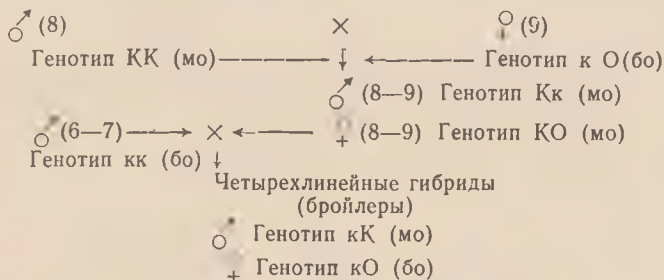 ♂ (8) × ♀ (9)
Генотип КК (мо) ↓ Генотип к О(бо)
♂ (8—9) Генотип Кк (мо)
♂ (6—7) × ♀ (8—9) Генотип КО (мо)
Генотип кк (бо) ↓
Четырехлинейные гибриды
(бройлеры)
♂ Генотип кК (мо)
♀ Генотип кО (бо)